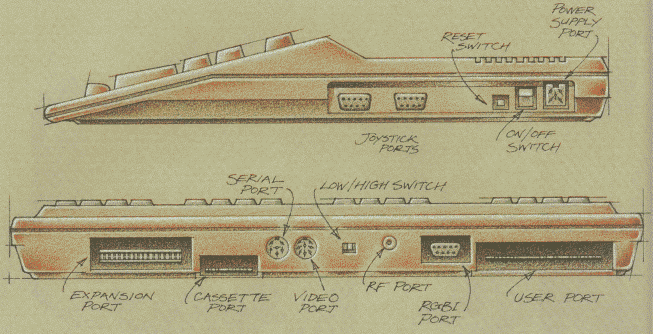 POWER
SUPPLY
PORT
RESET
SWITCH
JOYSTICK
PORTS
ON/OFF
SWITCH
SERIAL
PORT
LOW/HIGH SWITCH
EXPANSION
PORT
CASSETTE
PORT
VIDEO
PORT
RF PORT
RGBI
PORT
USER PORT